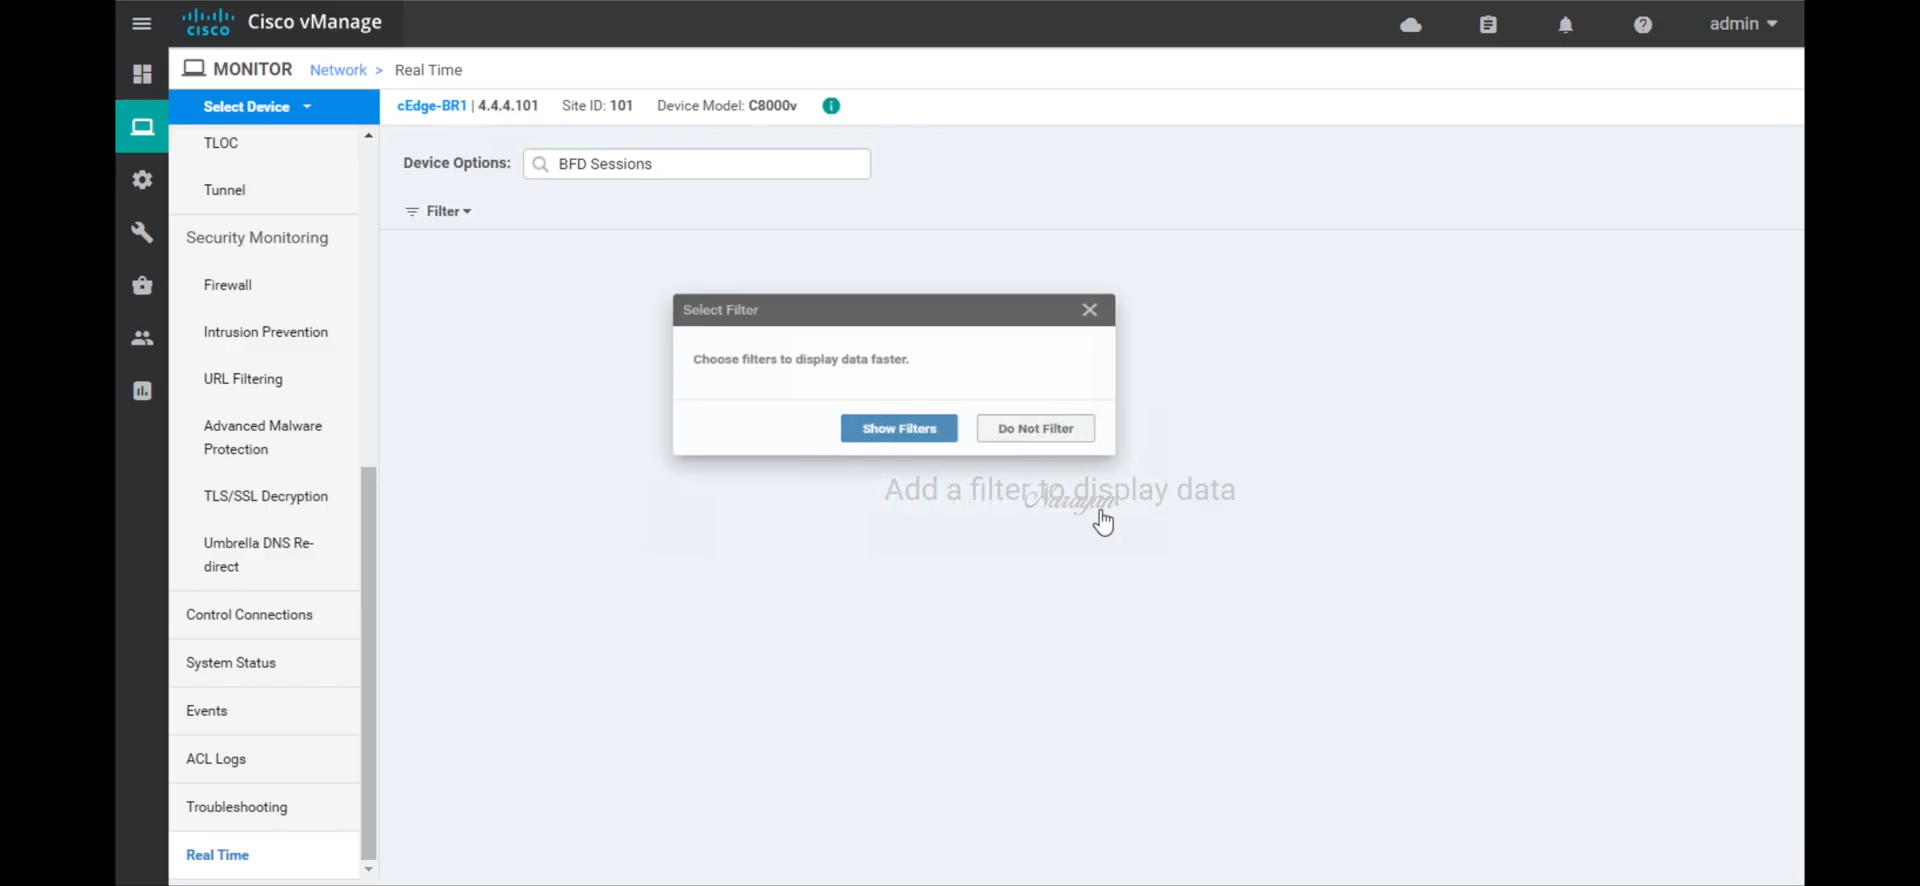 cisco Cisco vManage
admin
MONITOR Network > Real Time
Select Device
cEdge-BR1 | 4.4.4.101 Site ID: 101 Device Model: C8000v
TLOC
Tunnel
Security Monitoring
Firewall
Intrusion Prevention
URL Filtering
Advanced Malware
Protection
TLS/SSL Decryption
Umbrella DNS Re-
direct
Control Connections
System Status
Events
ACL Logs
Troubleshooting
Real Time
Device Options: BFD Sessions
Filter
Select Filter
Choose filters to display data faster.
Show Filters Do Not Filter
Add a filter to display data
Narayan